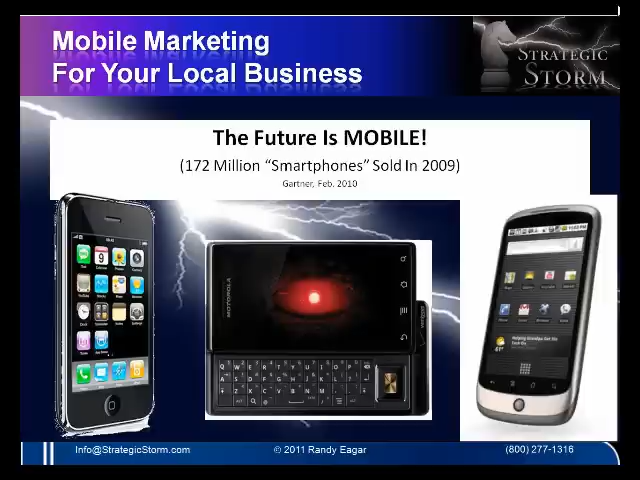 Mobile Marketing
For Your Local Business
STRATEGIC
STORM
The Future Is MOBILE!
(172 Million "Smartphones" Sold In 2009)
Gartner, Feb. 2010
MOTOROLA
Q W E R T Y U I O P
A S D F G H J K L
Z X C V B N M
Info@StrategicStorm.com
© 2011 Randy Eagar
(800) 277-1316